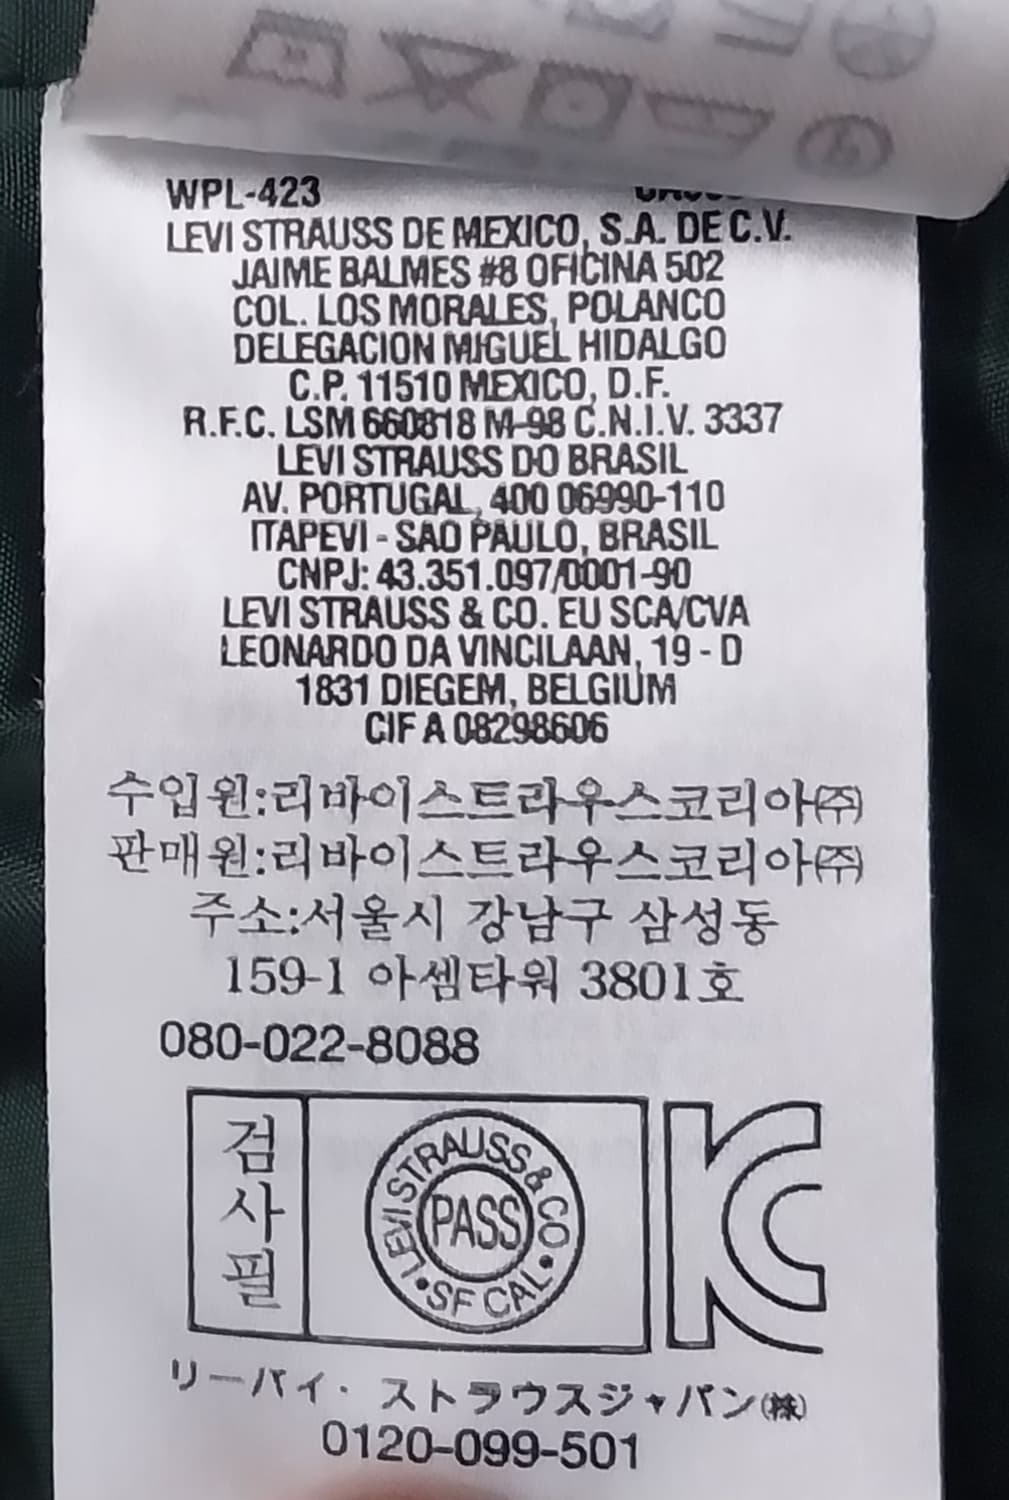 WPL-423
LEVI STRAUSS DE MEXICO, S.A. DE C.V.
JAIME BALMES #8 OFICINA 502
COL. LOS MORALES, POLANCO
DELEGACION MIGUEL HIDALGO
C.P. 11510 MEXICO, D.F.
R.F.C. LSM 660818 M-98 C.N.I.V. 3337
LEVI STRAUSS DO BRASIL
AV. PORTUGAL, 400 06990-110
ITAPEVI - SAO PAULO, BRASIL
CNPJ: 43.351.097/0001-90
LEVI STRAUSS & CO. EU SCA/CVA
LEONARDO DA VINCILAAN, 19 - D
1831 DIEGEM, BELGIUM
CIF A 08298606
수입원:리바이스트라우스코리아㈜
판매원:리바이스트라우스코리아㈜
주소:서울시 강남구 삼성동
159-1 아셈타워 3801호
080-022-8088
검사필
LEVI STRAUSS & CO • SF CAL •
PASS
KC
リーバイ・ストラウスジャパン㈱
0120-099-501